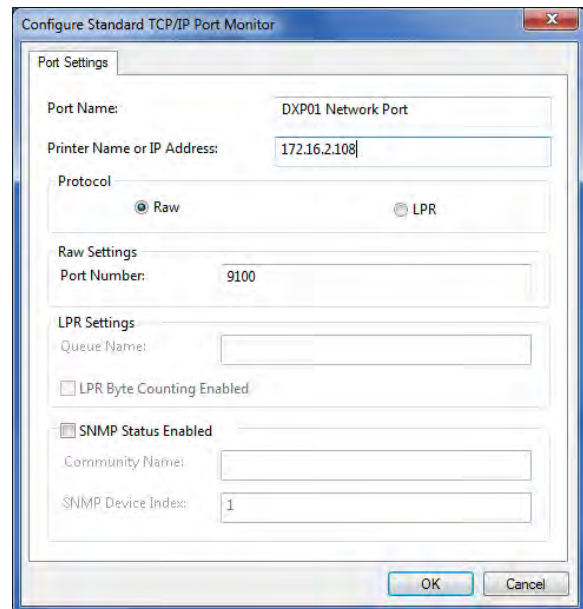 Configure Standard TCP/IP Port Monitor
Port Settings
Port Name: DXP01 Network Port
Printer Name or IP Address: 172.16.2.108
Protocol
Raw LPR
Raw Settings
Port Number: 9100
LPR Settings
Queue Name:
LPR Byte Counting Enabled
SNMP Status Enabled
Community Name:
SNMP Device Index: 1
OK Cancel